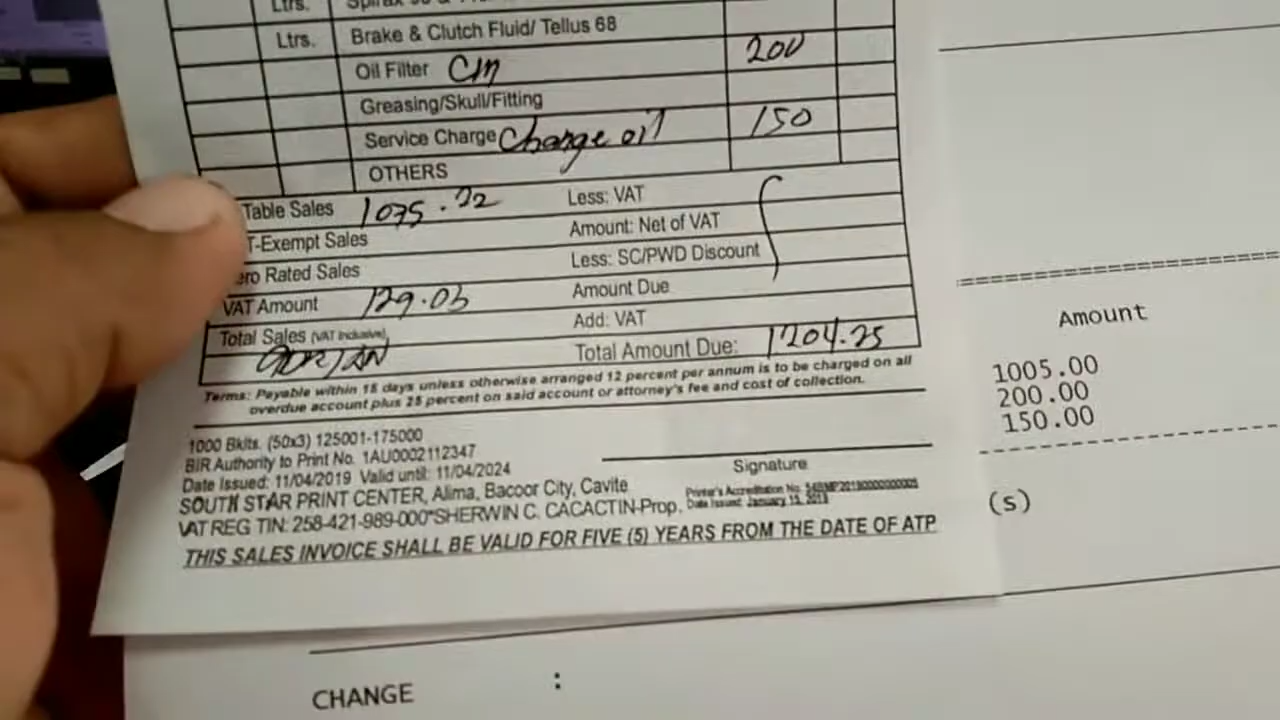 Ltrs.
Ltrs. Brake & Clutch Fluid/ Tellus 68
Oil Filter 200
Greasing/Skull/Fitting
Service Charge Change oil 150
OTHERS
Table Sales 1075.22 Less: VAT
T-Exempt Sales Amount: Net of VAT
ero Rated Sales Less: SC/PWD Discount
VAT Amount 129.03 Amount Due
Total Sales (VAT Inclusive) Add: VAT
Total Amount Due: 1204.25
Terms: Payable within 15 days unless otherwise arranged 12 percent per annum is to be charged on all
overdue account plus 25 percent on said account or attorney's fee and cost of collection.
1000 Bklts. (50x3) 125001-175000
BIR Authority to Print No. 1AU0002112347
Date Issued: 11/04/2019 Valid until: 11/04/2024
Signature
SOUTH STAR PRINT CENTER, Alima, Bacoor City, Cavite
Printer's Accreditation No.
Date Issued: January
VAT REG TIN: 258-421-989-000*SHERWIN C. CACACTIN-Prop.
THIS SALES INVOICE SHALL BE VALID FOR FIVE (5) YEARS FROM THE DATE OF ATP
Amount
1005.00
200.00
150.00
(s)
CHANGE :